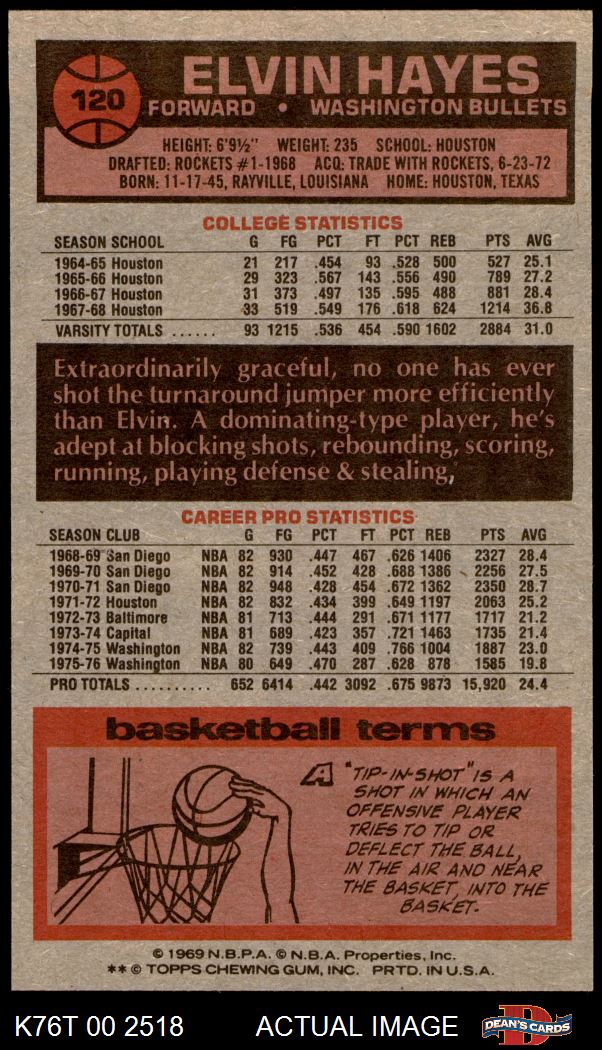 120
ELVIN HAYES
FORWARD • WASHINGTON BULLETS
HEIGHT: 6'9½" WEIGHT: 235 SCHOOL: HOUSTON
DRAFTED: ROCKETS #1-1968 ACQ: TRADE WITH ROCKETS, 6-23-72
BORN: 11-17-45, RAYVILLE, LOUISIANA HOME: HOUSTON, TEXAS
COLLEGE STATISTICS
SEASON SCHOOL G FG PCT FT PCT REB PTS AVG
1964-65 Houston 21 217 .454 93 .528 500 527 25.1
1965-66 Houston 29 323 .567 143 .556 490 789 27.2
1966-67 Houston 31 373 .497 135 .595 488 881 28.4
1967-68 Houston 33 519 .549 176 .618 624 1214 36.8
VARSITY TOTALS ...... 93 1215 .536 454 .590 1602 2884 31.0
Extraordinarily graceful, no one has ever
shot the turnaround jumper more efficiently
than Elvin. A dominating-type player, he's
adept at blocking shots, rebounding, scoring,
running, playing defense & stealing,
CAREER PRO STATISTICS
SEASON CLUB G FG PCT FT PCT REB PTS AVG
1968-69 San Diego NBA 82 930 .447 467 .626 1406 2327 28.4
1969-70 San Diego NBA 82 914 .452 428 .688 1386 2256 27.5
1970-71 San Diego NBA 82 948 .428 454 .672 1362 2350 28.7
1971-72 Houston NBA 82 832 .434 399 .649 1197 2063 25.2
1972-73 Baltimore NBA 81 713 .444 291 .671 1177 1717 21.2
1973-74 Capital NBA 81 689 .423 357 .721 1463 1735 21.4
1974-75 Washington NBA 82 739 .443 409 .766 1004 1887 23.0
1975-76 Washington NBA 80 649 .470 287 .628 878 1585 19.8
PRO TOTALS .......... 652 6414 .442 3092 .675 9873 15,920 24.4
basketball terms
A "TIP-IN-SHOT" IS A
SHOT IN WHICH AN
OFFENSIVE PLAYER
TRIES TO TIP OR
DEFLECT THE BALL,
IN THE AIR AND NEAR
THE BASKET, INTO THE
BASKET.
© 1969 N.B.P.A. © N.B.A. Properties, Inc.
** © TOPPS CHEWING GUM, INC. PRTD. IN U.S.A.
K76T 00 2518 ACTUAL IMAGE
D
DEAN'S CARDS